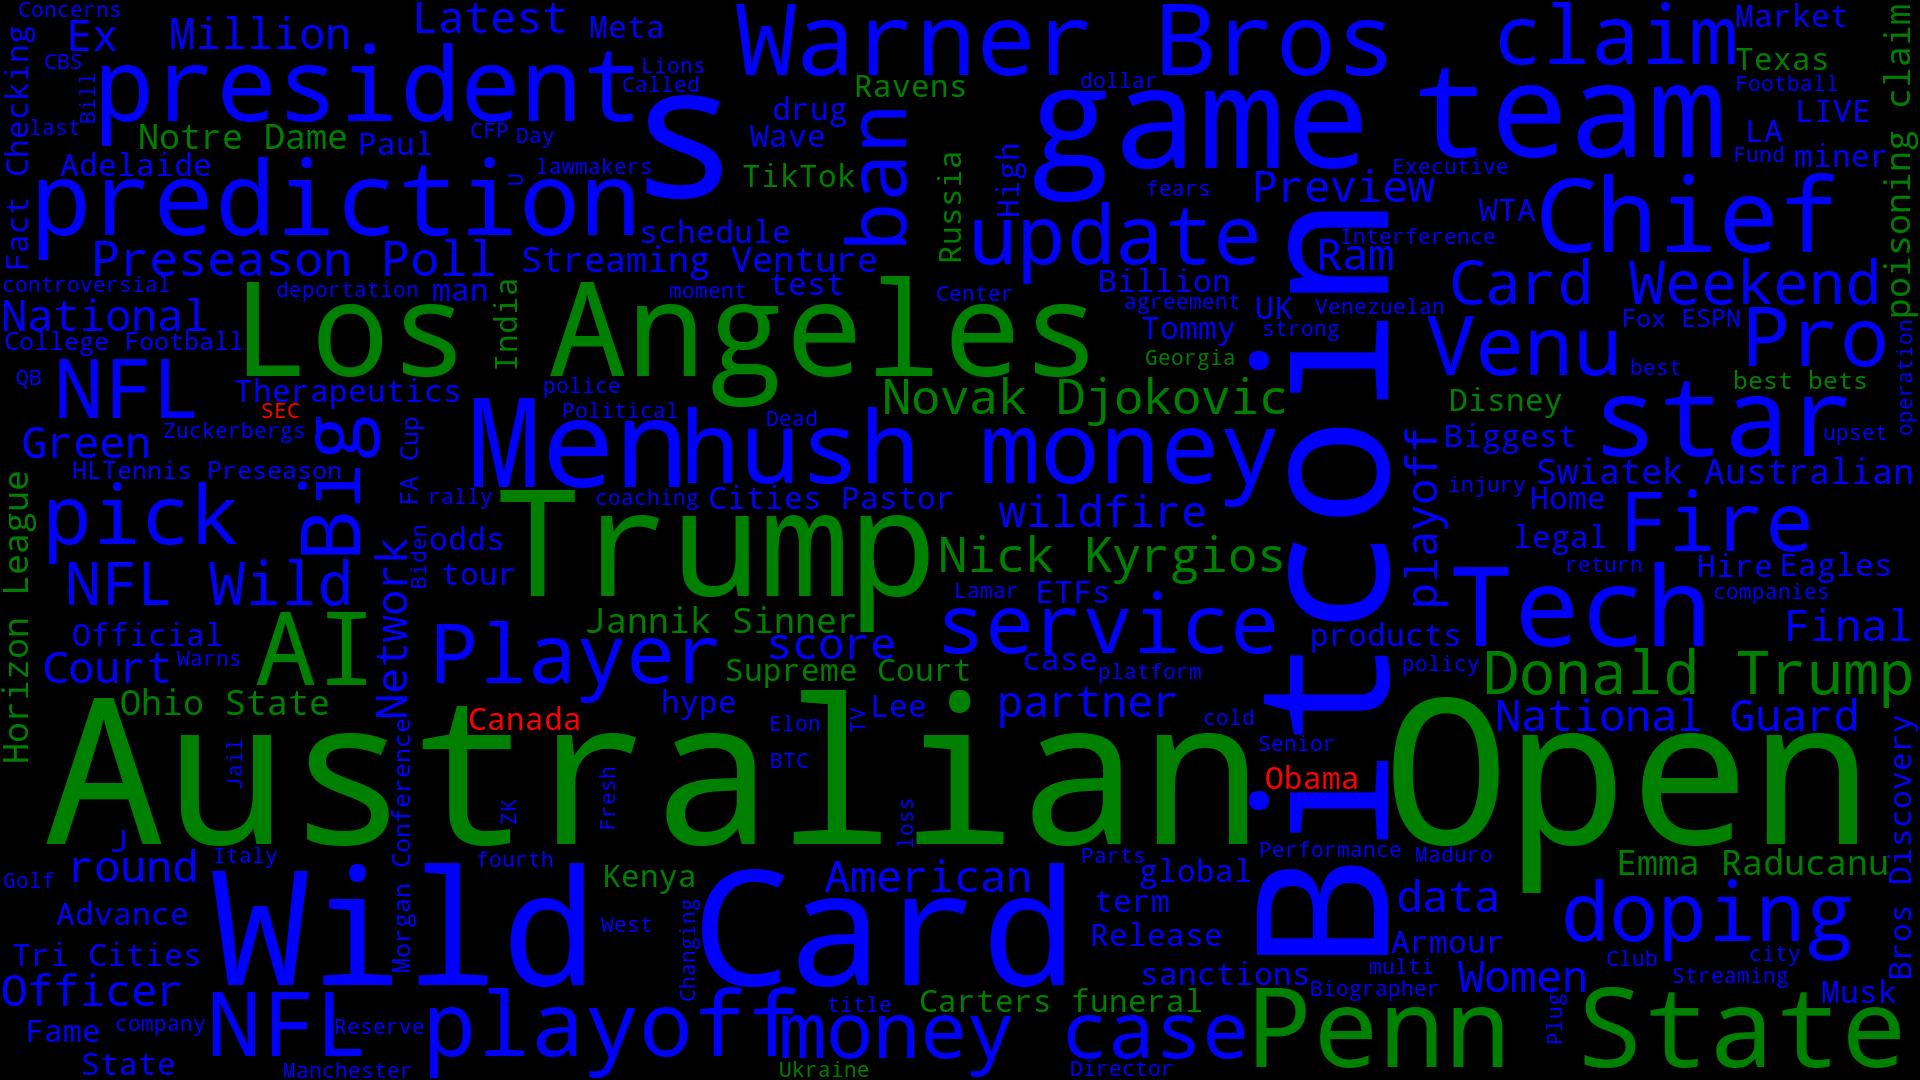 Concerns
Ex
Million
Latest
Meta
Warner Bros
claim
Market
CBS
president
Lions
Called
s
Ravens
dollar
game
team
Texas
Football
poisoning claim
Fact Checking
Bill
last
Notre Dame
Paul
CFP
Day
drug
Wave
ban
LIVE
LA
Fund
miner
Adelaide
prediction
U
lawmakers
TikTok
Russia
High
fears
Executive
Preview
WTA
Chief
schedule
update
Interference
Ram
Preseason Poll
Streaming Venture
Bitcoin
Card Weekend
controversial
deportation
man
moment
test
Center
Billion
agreement
UK
Venezuelan
National
Los Angeles
India
Tommy
strong
Venu
Fox ESPN
Pro
College Football
Georgia
operation
QB
NFL
Therapeutics
police
Novak Djokovic
best
best bets
SEC
Big
Men
Political
Dead
hush money
Disney
star
Green
Zuckerbergs
FA Cup
playoff
Biggest
upset
HLTennis Preseason
Swiatek Australian
Horizon League
pick
rally
coaching
Cities Pastor
wildfire
injury
Home
Fire
Trump
Biden
odds
Nick Kyrgios
legal
NFL Wild
Network
tour
Tech
return
Hire
Eagles
Lamar
ETFs
companies
AI
Jannik Sinner
service
Official
Player
score
products
Final
Court
Warns
Supreme Court
case
platform
policy
Donald Trump
Ohio State
Canada
hype
Elon
TV
Lee
partner
cold
National Guard
Australian Open
Jail
Morgan Conference
BTC
Senior
Obama
Bros Discovery
Fresh
ZK
loss
J
round
Italy
fourth
Parts
Performance
Maduro
Golf
Wild Card
Kenya
American
global
Emma Raducanu
Advance
West
Changing
term
data
doping
Release
Armour
Tri Cities
sanctions
multi
Women
Club
city
Streaming
Officer
Biographer
Musk
Fame
company
NFL playoff
Reserve
title
Carters funeral
money case
Penn State
Plug
State
Manchester
Ukraine
Director